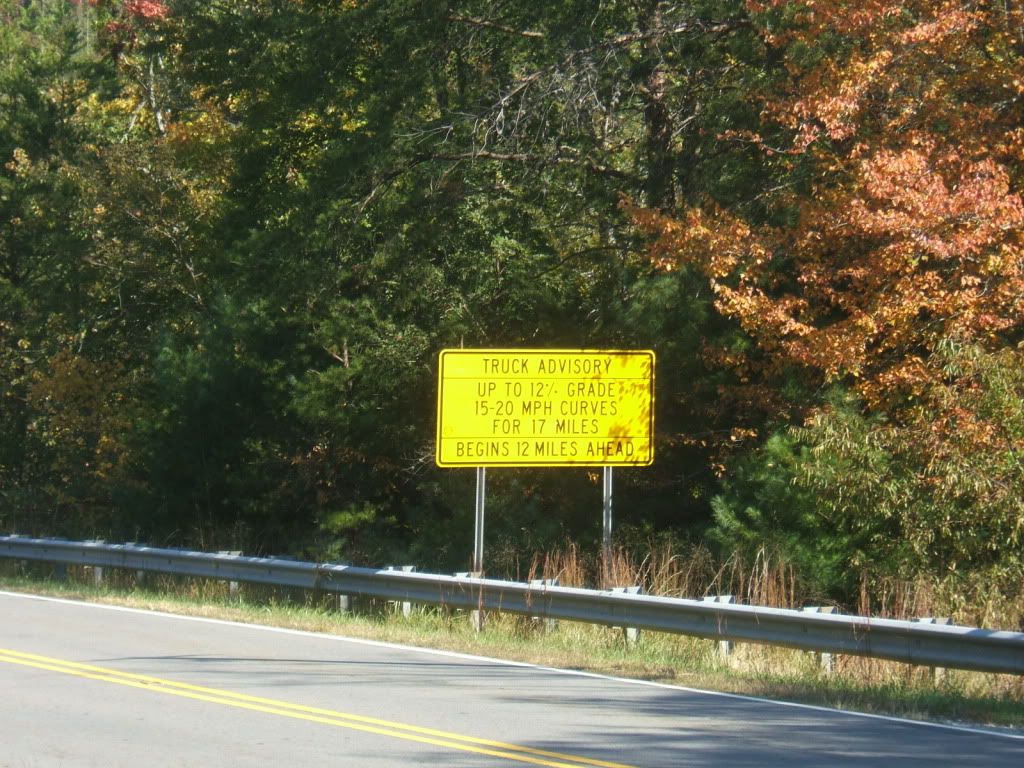 TRUCK ADVISORY
UP TO 12% GRADE
15-20 MPH CURVES
FOR 17 MILES
BEGINS 12 MILES AHEAD